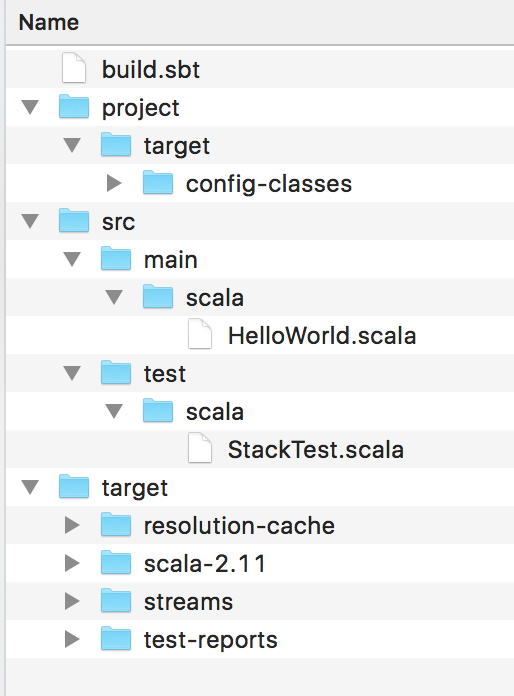 Name
build.sbt
project
target
config-classes
src
main
scala
HelloWorld.scala
test
scala
StackTest.scala
target
resolution-cache
scala-2.11
streams
test-reports